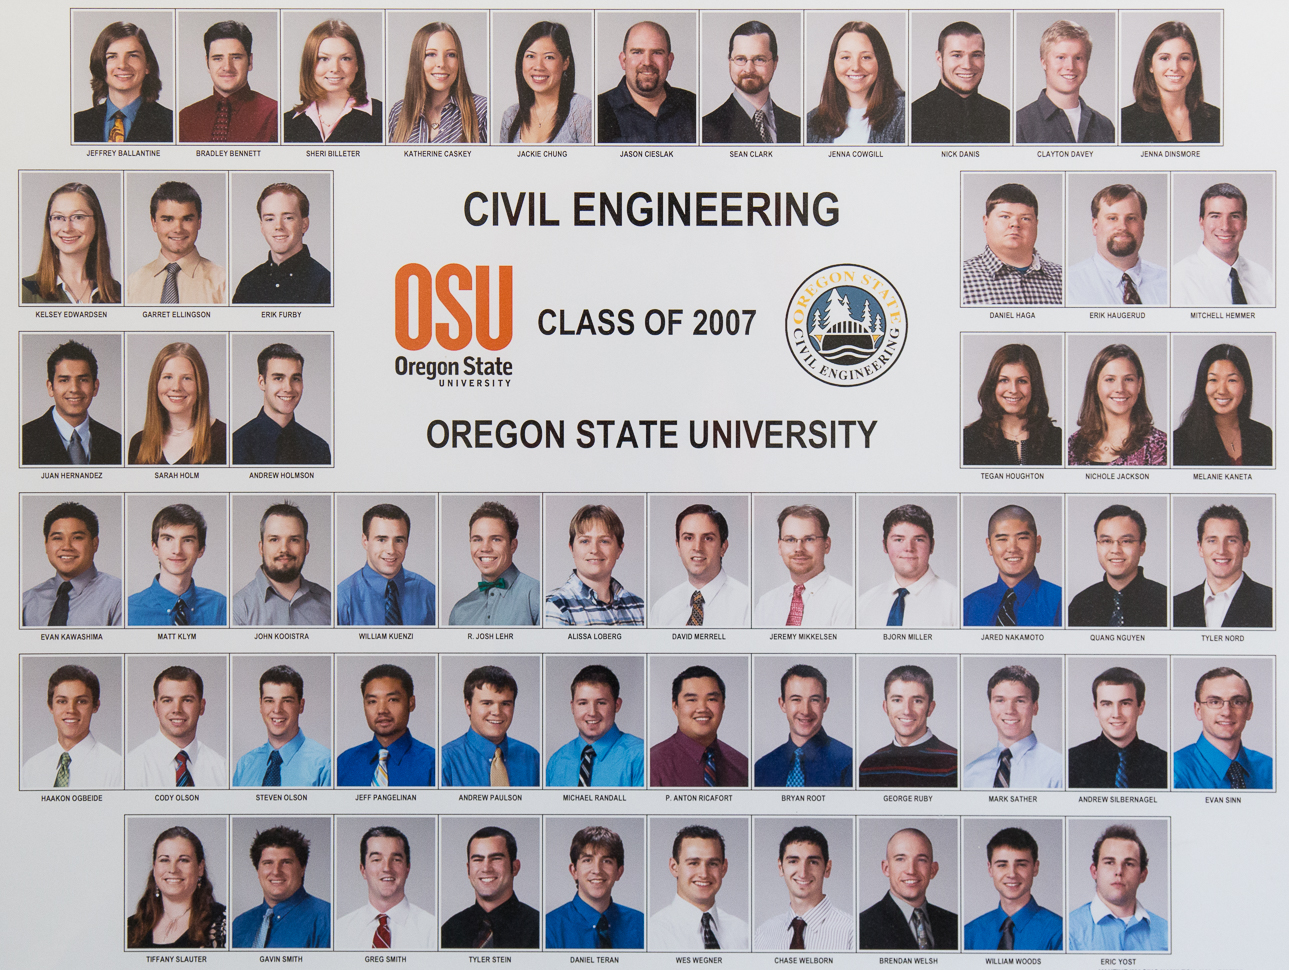 JEFFREY BALLANTINE BRADLEY BENNETT SHERI BILLETER KATHERINE CASKEY JACKIE CHUNG JASON CIESLAK SEAN CLARK JENNA COWGILL NICK DANIS CLAYTON DAVEY JENNA DINSMORE
CIVIL ENGINEERING
KELSEY EDWARDSEN GARRET ELLINGSON ERIK FURBY
DANIEL HAGA ERIK HAUGERUD MITCHELL HEMMER
OSU
Oregon State
UNIVERSITY
CLASS OF 2007
OREGON STATE
CIVIL ENGINEERING
OREGON STATE UNIVERSITY
JUAN HERNANDEZ SARAH HOLM ANDREW HOLMSON
TEGAN HOUGHTON NICHOLE JACKSON MELANIE KANETA
EVAN KAWASHIMA MATT KLYM JOHN KOOISTRA WILLIAM KUENZI R. JOSH LEHR ALISSA LOBERG DAVID MERRELL JEREMY MIKKELSEN BJORN MILLER JARED NAKAMOTO QUANG NGUYEN TYLER NORD
HAAKON OGBEIDE CODY OLSON STEVEN OLSON JEFF PANGELINAN ANDREW PAULSON MICHAEL RANDALL P. ANTON RICAFORT BRYAN ROOT GEORGE RUBY MARK SATHER ANDREW SILBERNAGEL EVAN SINN
TIFFANY SLAUTER GAVIN SMITH GREG SMITH TYLER STEIN DANIEL TERAN WES WEGNER CHASE WELBORN BRENDAN WELSH WILLIAM WOODS ERIC YOST